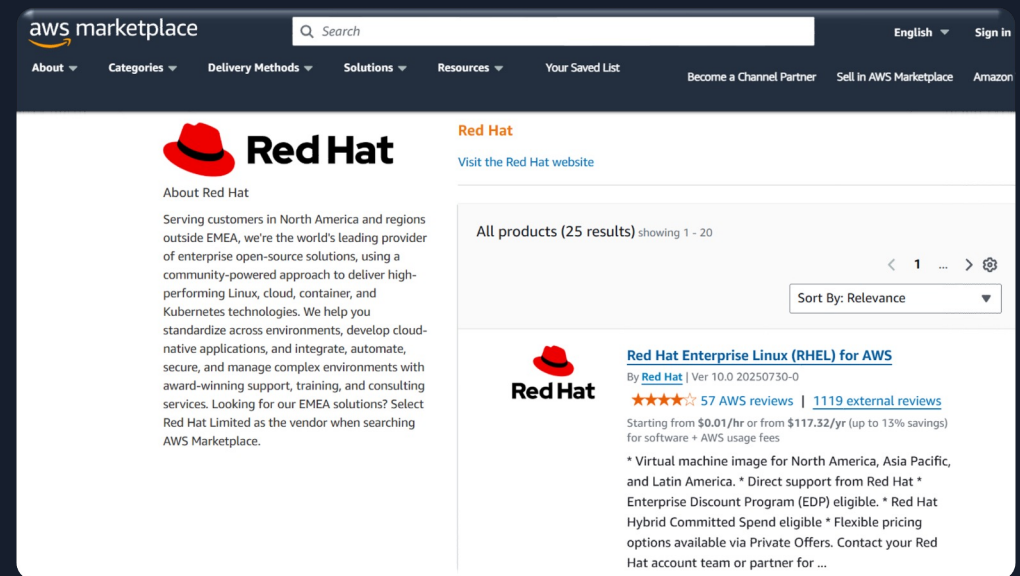 aws marketplace
Search
English
Sign in
About
Categories
Delivery Methods
Solutions
Resources
Your Saved List
Become a Channel Partner
Sell in AWS Marketplace
Amazon
Red Hat
About Red Hat
Serving customers in North America and regions
outside EMEA, we're the world's leading provider
of enterprise open-source solutions, using a
community-powered approach to deliver high-
performing Linux, cloud, container, and
Kubernetes technologies. We help you
standardize across environments, develop cloud-
native applications, and integrate, automate,
secure, and manage complex environments with
award-winning support, training, and consulting
services. Looking for our EMEA solutions? Select
Red Hat Limited as the vendor when searching
AWS Marketplace.
Red Hat
Visit the Red Hat website
All products (25 results) showing 1 - 20
1 ...
Sort By: Relevance
Red Hat
Red Hat Enterprise Linux (RHEL) for AWS
By Red Hat | Ver 10.0 20250730-0
57 AWS reviews | 1119 external reviews
Starting from $0.01/hr or from $117.32/yr (up to 13% savings)
for software + AWS usage fees
* Virtual machine image for North America, Asia Pacific,
and Latin America. * Direct support from Red Hat *
Enterprise Discount Program (EDP) eligible. * Red Hat
Hybrid Committed Spend eligible * Flexible pricing
options available via Private Offers. Contact your Red
Hat account team or partner for ...